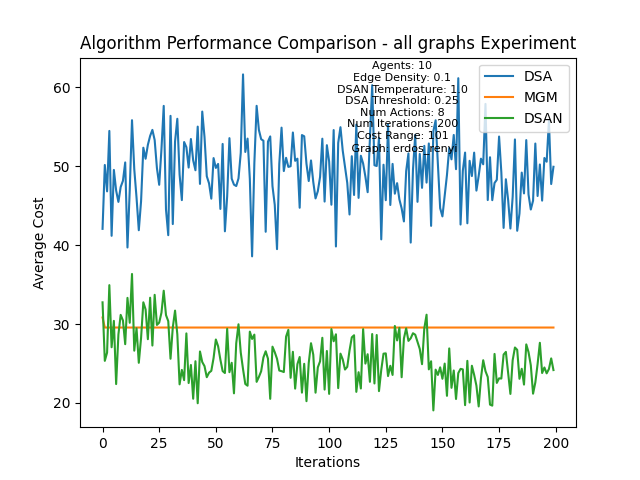 Algorithm Performance Comparison - all graphs Experiment
Agents: 10
Edge Density: 0.1
DSAN Temperature: 1.0
DSA Threshold: 0.25
Num Actions: 8
Num Iterations: 200
Cost Range: 101
Graph: erdos_renyi
DSA
MGM
DSAN
Average Cost
60
50
40
30
20
0 25 50 75 100 125 150 175 200
Iterations